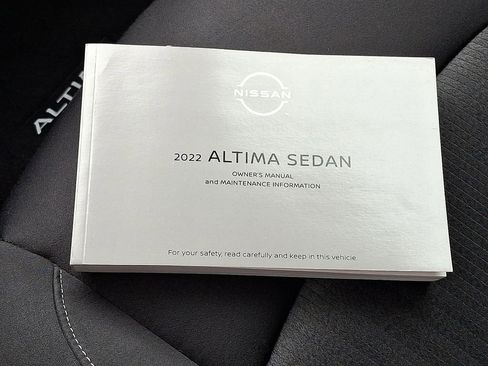 NISSAN
2022 ALTIMA SEDAN
OWNER'S MANUAL
and MAINTENANCE INFORMATION
For your safety, read carefully and keep in this vehicle.
ALTI